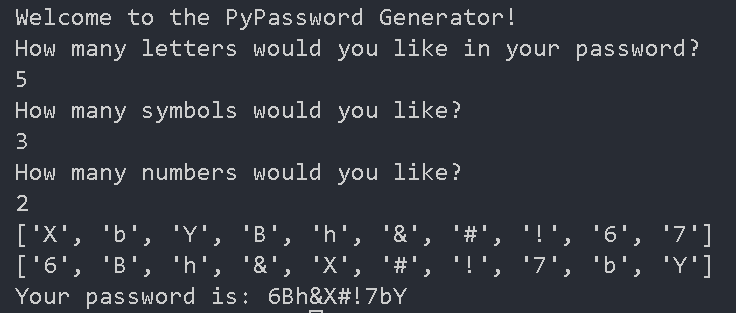 Welcome to the PyPassword Generator!
How many letters would you like in your password?
5
How many symbols would you like?
3
How many numbers would you like?
2
['X', 'b', 'Y', 'B', 'h', '&', '#', '!', '6', '7']
['6', 'B', 'h', '&', 'X', '#', '!', '7', 'b', 'Y']
Your password is: 6Bh&X#!7bY